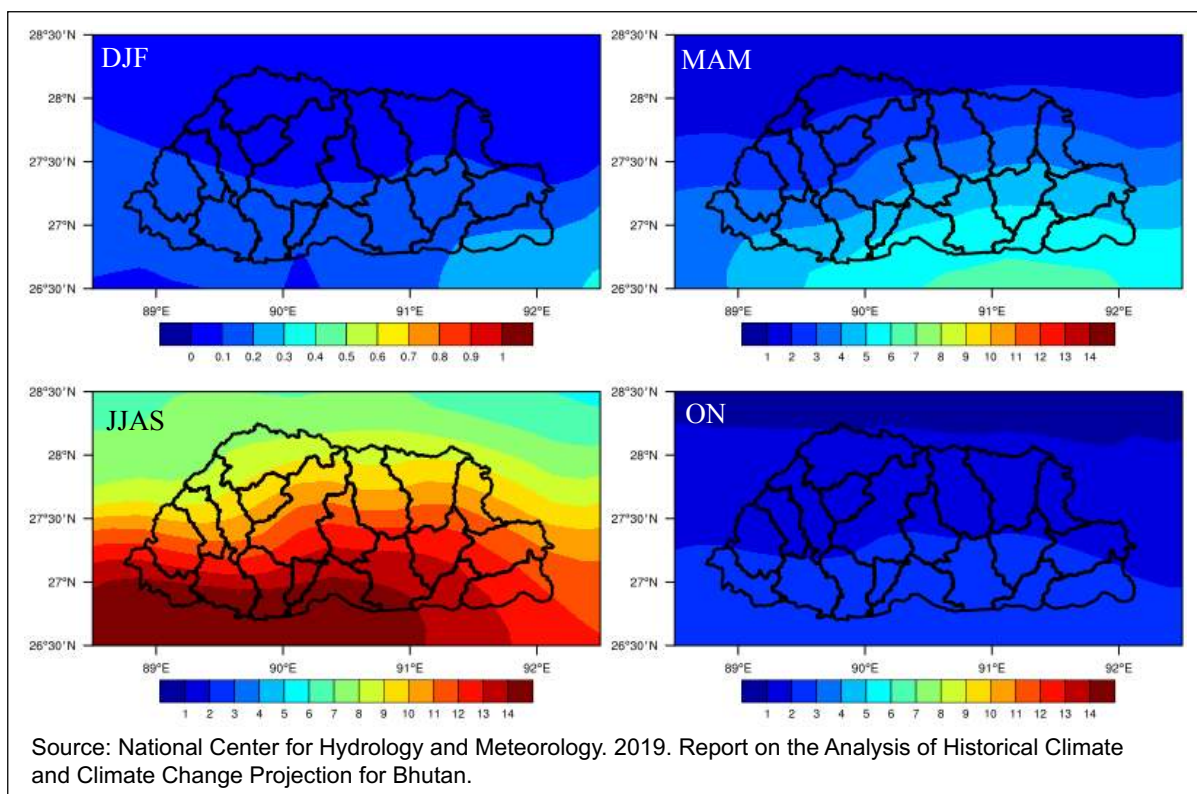 28°30'N
DJF
28°N
27°30'N
27°N
26°30'N
89°E 90°E 91°E 92°E
0 0.1 0.2 0.3 0.4 0.5 0.6 0.7 0.8 0.9 1
28°30'N
MAM
28°N
27°30'N
27°N
26°30'N
89°E 90°E 91°E 92°E
1 2 3 4 5 6 7 8 9 10 11 12 13 14
28°30'N
JJAS
28°N
27°30'N
27°N
26°30'N
89°E 90°E 91°E 92°E
1 2 3 4 5 6 7 8 9 10 11 12 13 14
28°30'N
ON
28°N
27°30'N
27°N
26°30'N
89°E 90°E 91°E 92°E
1 2 3 4 5 6 7 8 9 10 11 12 13 14
Source: National Center for Hydrology and Meteorology. 2019. Report on the Analysis of Historical Climate
and Climate Change Projection for Bhutan.